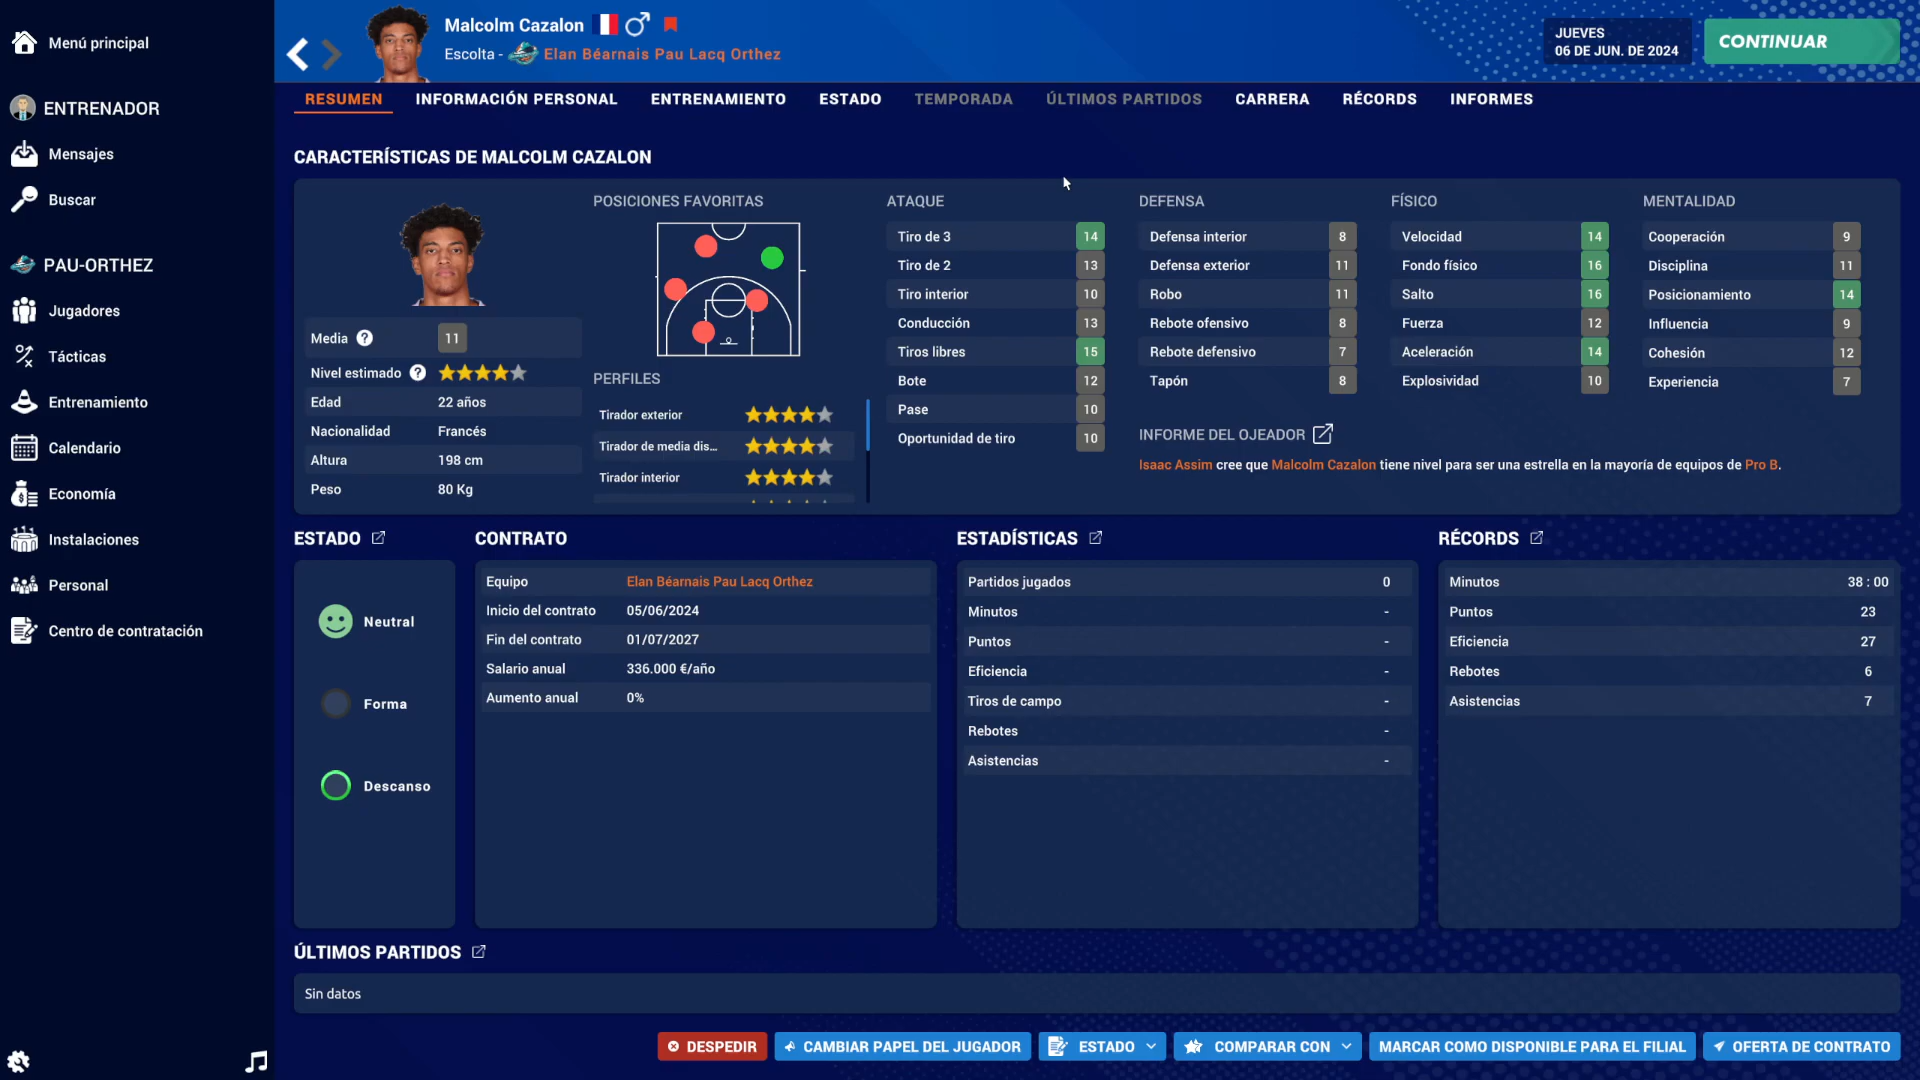 Menú principal
ENTRENADOR
Mensajes
Buscar
PAU-ORTHEZ
Jugadores
Tácticas
Entrenamiento
Calendario
Economía
Instalaciones
Personal
Centro de contratación
Malcolm Cazalon
Escolta - Elan Béarnais Pau Lacq Orthez
JUEVES
06 DE JUN. DE 2024
CONTINUAR
RESUMEN INFORMACIÓN PERSONAL ENTRENAMIENTO ESTADO TEMPORADA ÚLTIMOS PARTIDOS CARRERA RÉCORDS INFORMES
CARACTERÍSTICAS DE MALCOLM CAZALON
Media ? 11
Nivel estimado ?
Edad 22 años
Nacionalidad Francés
Altura 198 cm
Peso 80 Kg
POSICIONES FAVORITAS
PERFILES
Tirador exterior
Tirador de media dis...
Tirador interior
ATAQUE
Tiro de 3 14
Tiro de 2 13
Tiro interior 10
Conducción 13
Tiros libres 15
Bote 12
Pase 10
Oportunidad de tiro 10
DEFENSA
Defensa interior 8
Defensa exterior 11
Robo 11
Rebote ofensivo 8
Rebote defensivo 7
Tapón 8
FÍSICO
Velocidad 14
Fondo físico 16
Salto 16
Fuerza 12
Aceleración 14
Explosividad 10
MENTALIDAD
Cooperación 9
Disciplina 11
Posicionamiento 14
Influencia 9
Cohesión 12
Experiencia 7
INFORME DEL OJEADOR
Isaac Assim cree que Malcolm Cazalon tiene nivel para ser una estrella en la mayoría de equipos de Pro B.
ESTADO
Neutral
Forma
Descanso
CONTRATO
Equipo Elan Béarnais Pau Lacq Orthez
Inicio del contrato 05/06/2024
Fin del contrato 01/07/2027
Salario anual 336.000 €/año
Aumento anual 0%
ESTADÍSTICAS
Partidos jugados 0
Minutos -
Puntos -
Eficiencia -
Tiros de campo -
Rebotes -
Asistencias -
RÉCORDS
Minutos 38 : 00
Puntos 23
Eficiencia 27
Rebotes 6
Asistencias 7
ÚLTIMOS PARTIDOS
Sin datos
DESPEDIR CAMBIAR PAPEL DEL JUGADOR ESTADO COMPARAR CON MARCAR COMO DISPONIBLE PARA EL FILIAL OFERTA DE CONTRATO